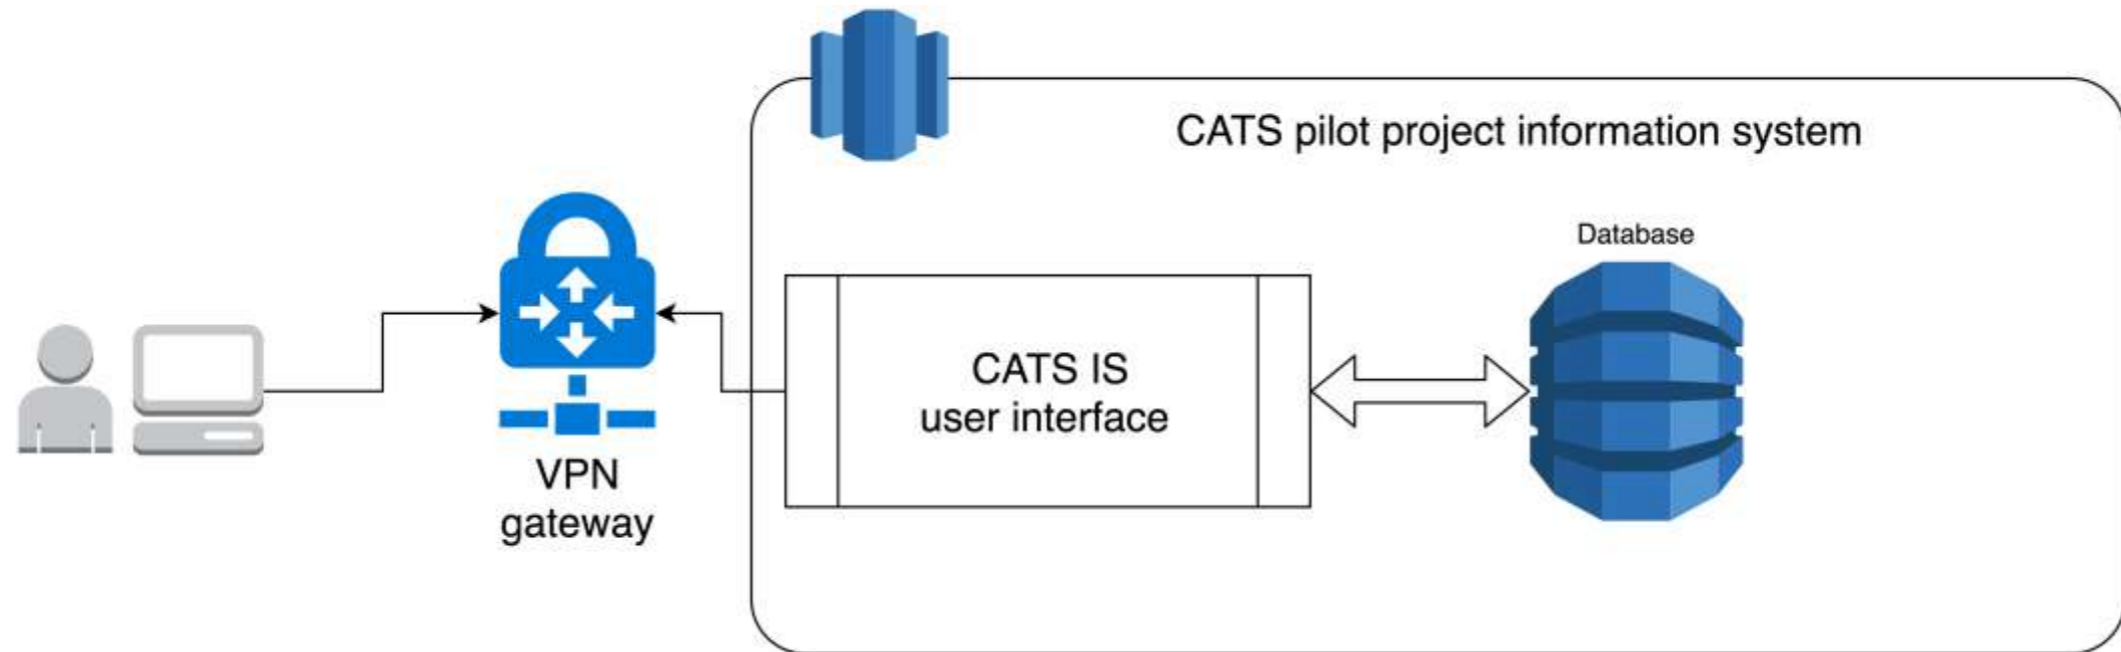 CATS pilot project information system
Database
CATS IS
user interface
VPN
gateway